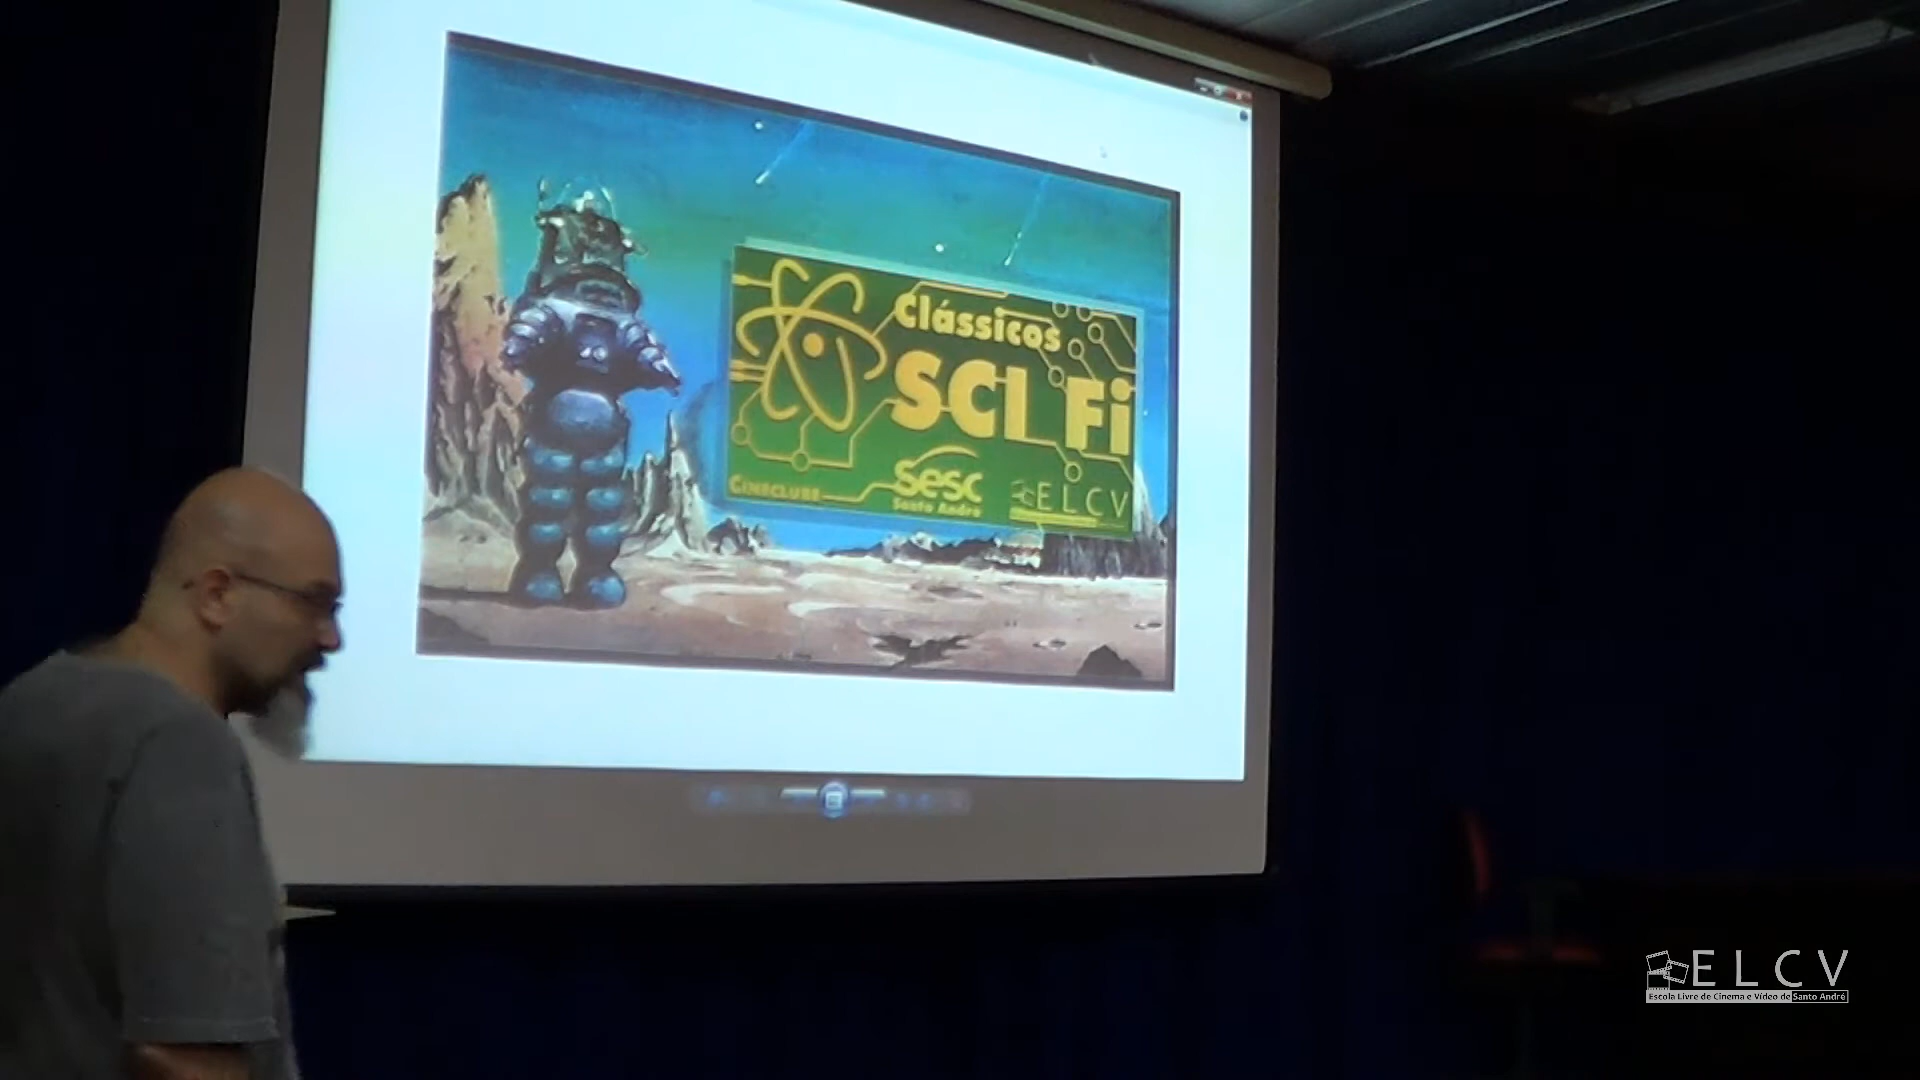 Clássicos
SCI Fi
CINECLUBE
Sesc
Santo André
ELCV
ELCV
Escola Livre de Cinema e Vídeo de Santo André